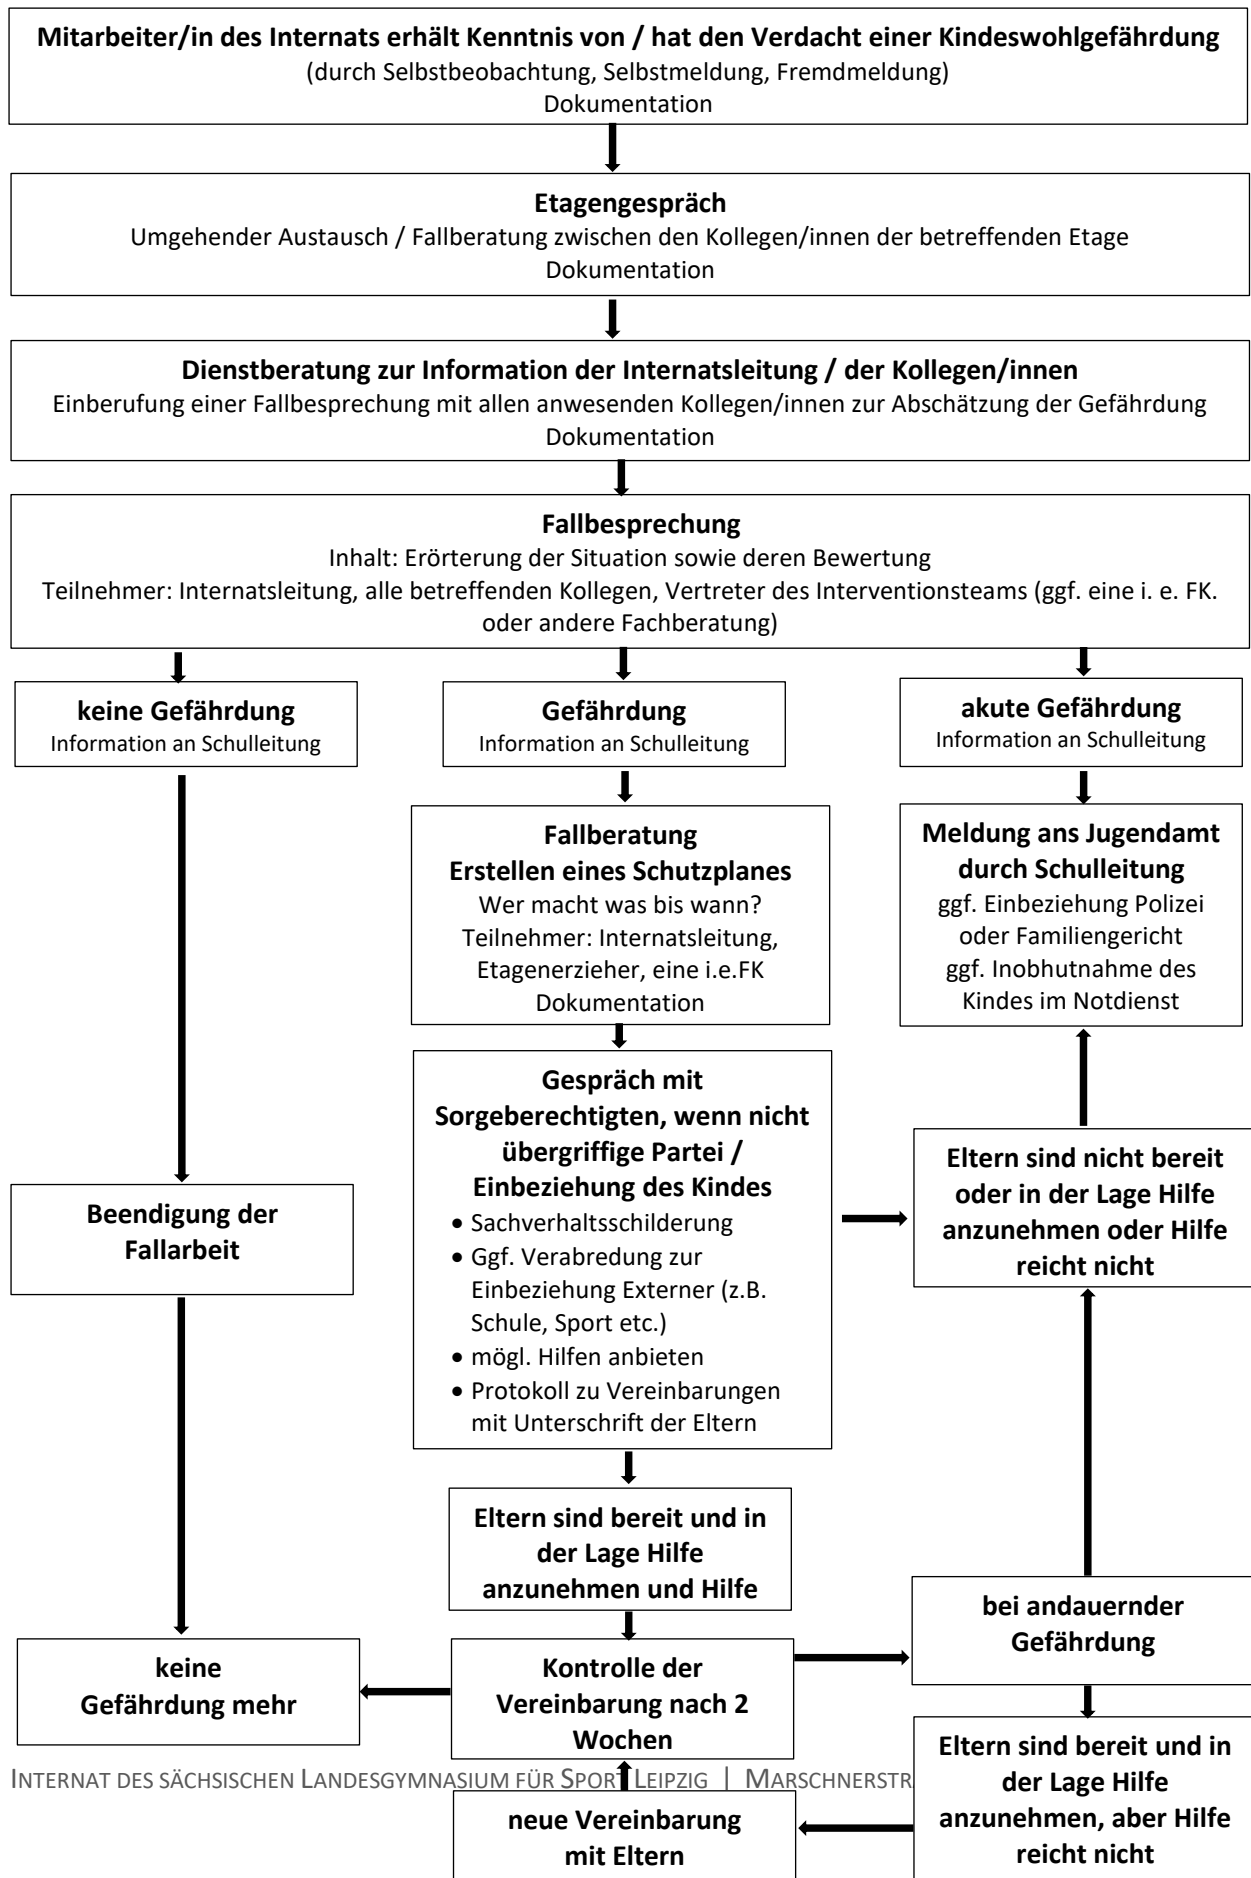 Mitarbeiter/in des Internats erhält Kenntnis von / hat den Verdacht einer Kindeswohlgefährdung
(durch Selbstbeobachtung, Selbstmeldung, Fremdmeldung)
Dokumentation
Etagengespräch
Umgehender Austausch / Fallberatung zwischen den Kollegen/innen der betreffenden Etage
Dokumentation
Dienstberatung zur Information der Internatsleitung / der Kollegen/innen
Einberufung einer Fallbesprechung mit allen anwesenden Kollegen/innen zur Abschätzung der Gefährdung
Dokumentation
Fallbesprechung
Inhalt: Erörterung der Situation sowie deren Bewertung
Teilnehmer: Internatsleitung, alle betreffenden Kollegen, Vertreter des Interventionsteams (ggf. eine i. e. FK.
oder andere Fachberatung)
keine Gefährdung
Information an Schulleitung
Gefährdung
Information an Schulleitung
akute Gefährdung
Information an Schulleitung
Fallberatung
Erstellen eines Schutzplanes
Wer macht was bis wann?
Teilnehmer: Internatsleitung,
Etagenerzieher, eine i.e.FK
Dokumentation
Meldung ans Jugendamt
durch Schulleitung
ggf. Einbeziehung Polizei
oder Familiengericht
ggf. Inobhutnahme des
Kindes im Notdienst
Gespräch mit
Sorgeberechtigten, wenn nicht
übergriffige Partei /
Einbeziehung des Kindes
• Sachverhaltsschilderung
• Ggf. Verabredung zur
Einbeziehung Externer (z.B.
Schule, Sport etc.)
• mögl. Hilfen anbieten
• Protokoll zu Vereinbarungen
mit Unterschrift der Eltern
Eltern sind nicht bereit
oder in der Lage Hilfe
anzunehmen oder Hilfe
reicht nicht
Beendigung der
Fallarbeit
Eltern sind bereit und in
der Lage Hilfe
anzunehmen und Hilfe
bei andauernder
Gefährdung
keine
Gefährdung mehr
Kontrolle der
Vereinbarung nach 2
Wochen
Eltern sind bereit und in
der Lage Hilfe
anzunehmen, aber Hilfe
reicht nicht
INTERNAT DES SÄCHSISCHEN LANDESGYMNASIUM FÜR SPORT LEIPZIG | MARSCHNERSTR
neue Vereinbarung
mit Eltern